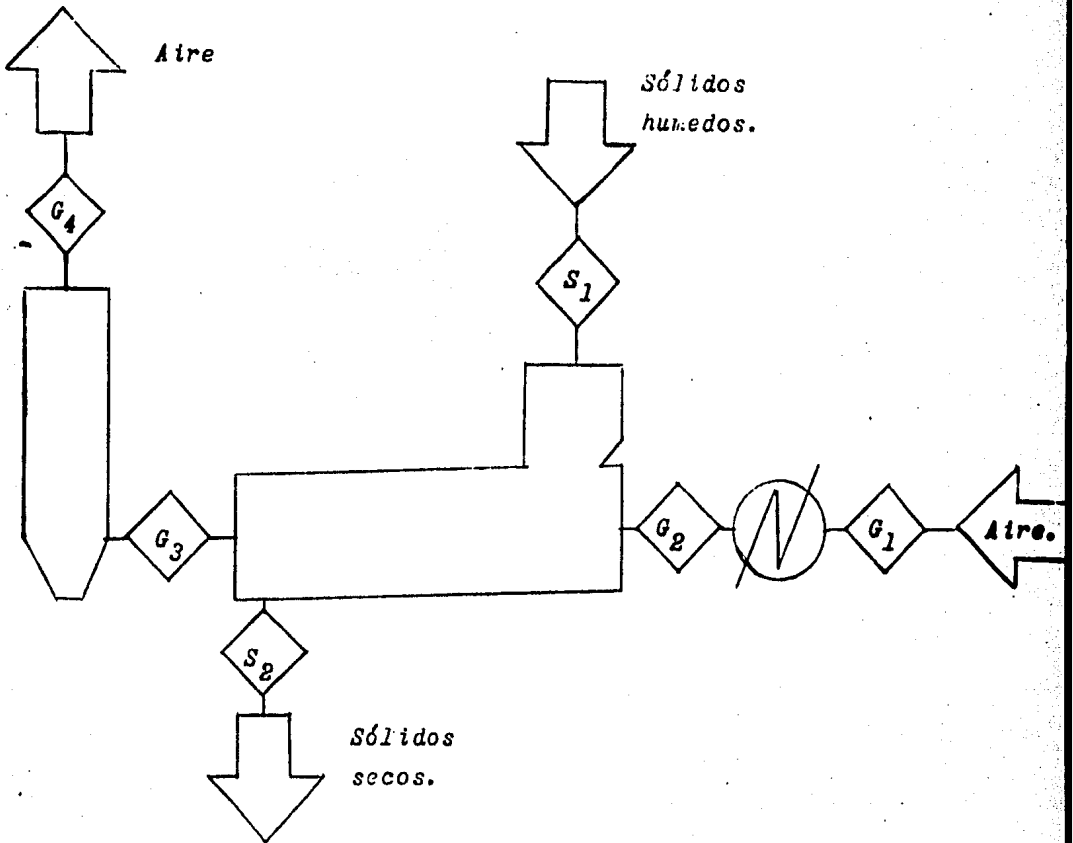 Aire
Sólidos
humedos.
G4
S1
G3
G2
G1
Aire.
S2
Sólidos
secos.